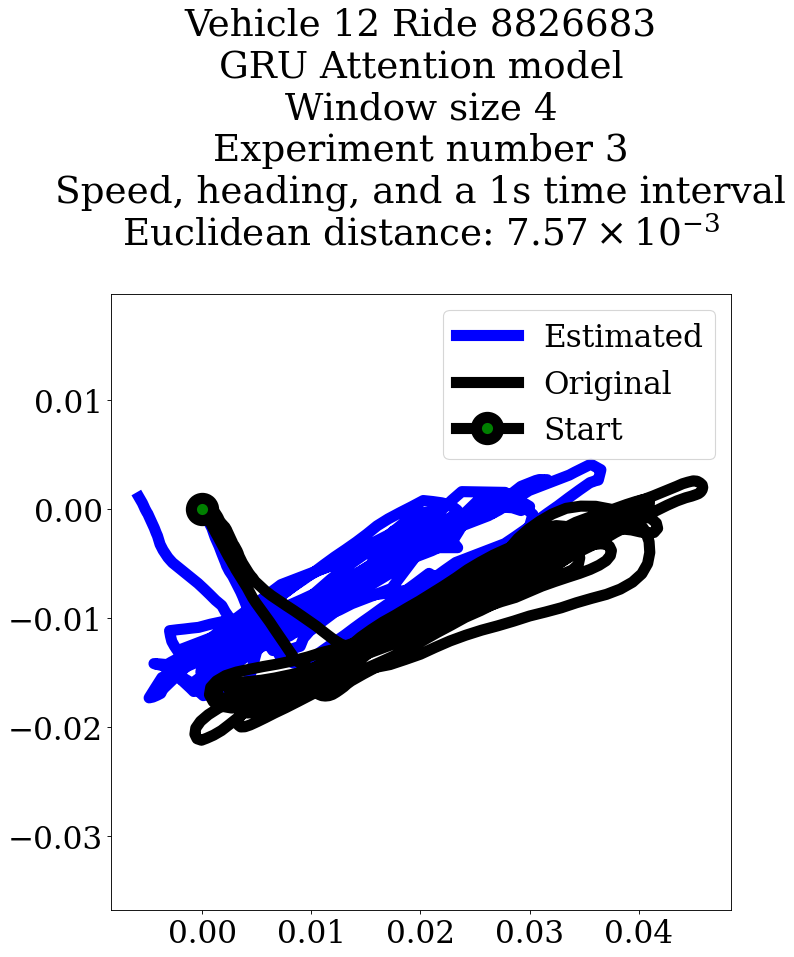 Vehicle 12 Ride 8826683
GRU Attention model
Window size 4
Experiment number 3
Speed, heading, and a 1s time interval
Euclidean distance: 7.57 × 10⁻³
Estimated
Original
Start
0.01
0.00
−0.01
−0.02
−0.03
0.00 0.01 0.02 0.03 0.04